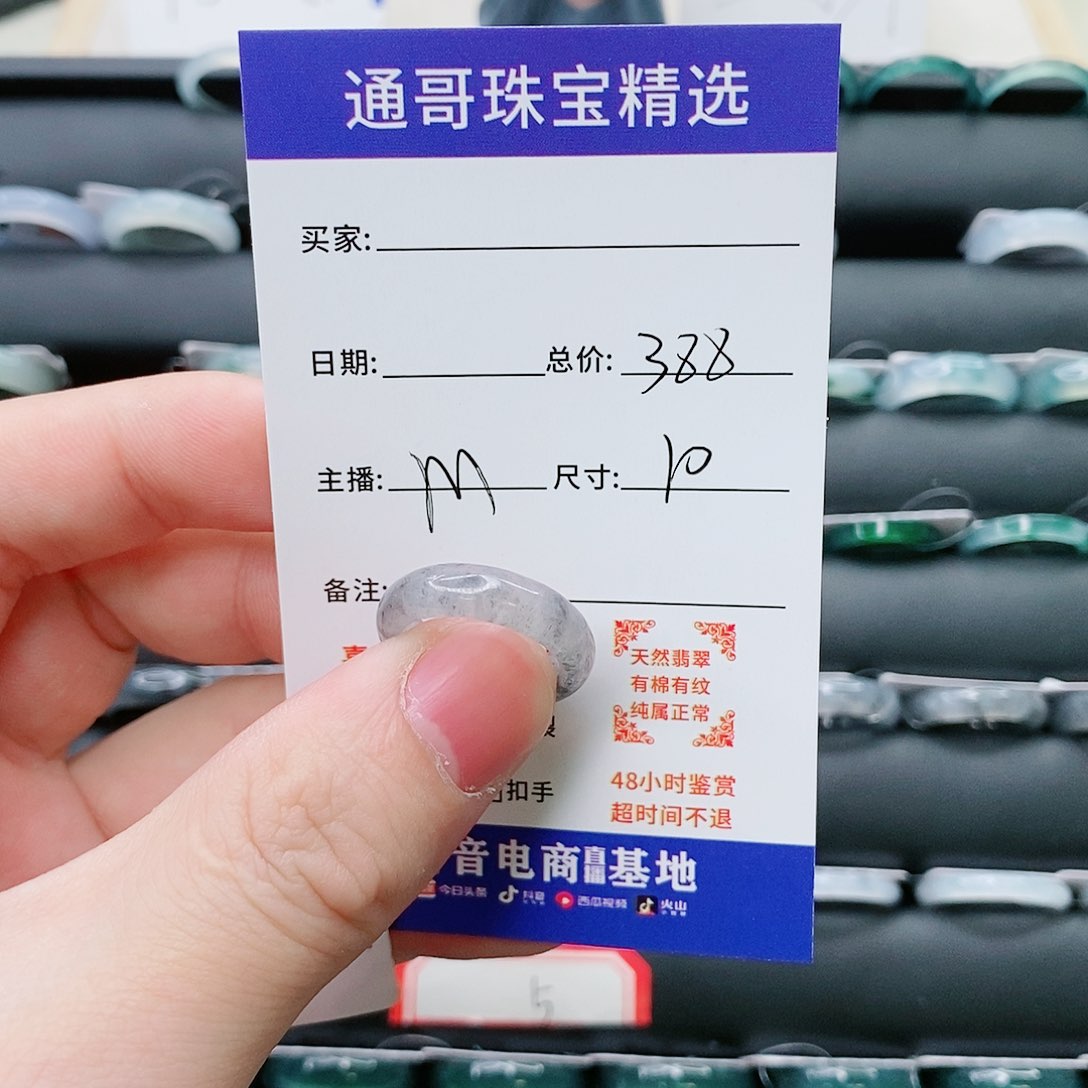 通哥珠宝精选
买家:
日期: 总价: 388
主播: M 尺寸: 10
备注:
天然翡翠
有棉有纹
纯属正常
扣手
48小时鉴赏
超时间不退
音电商直播基地
今日头条 抖音 西瓜视频 火山
5